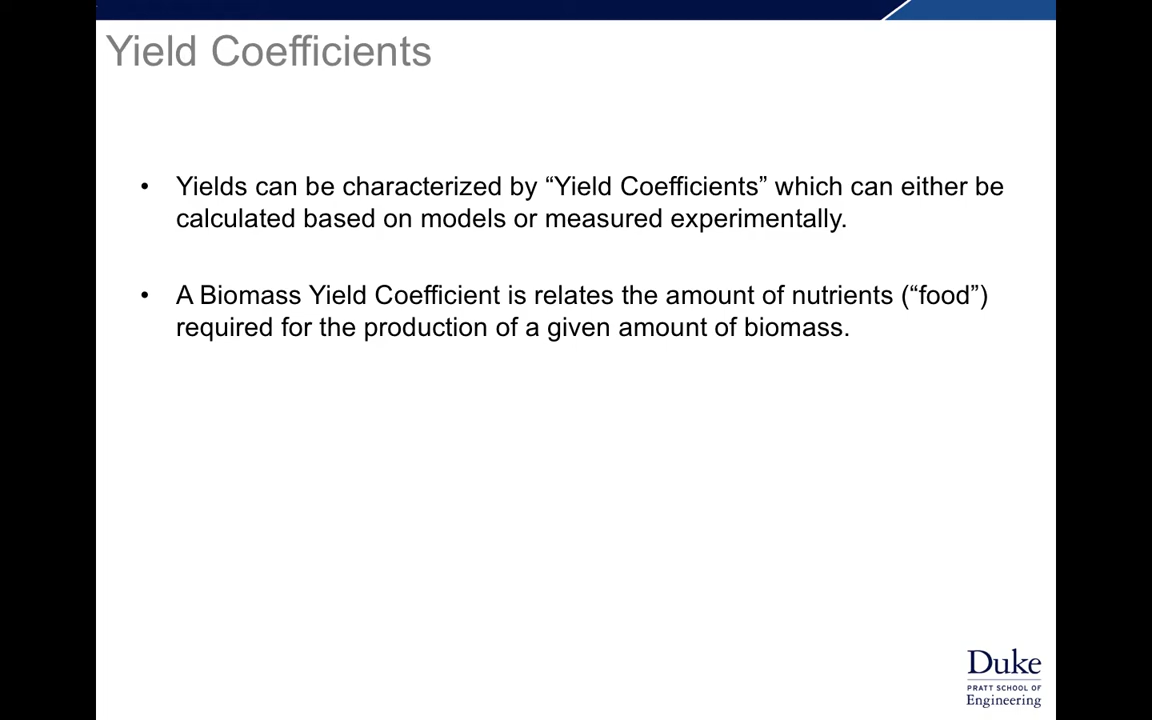 Yield Coefficients
• Yields can be characterized by “Yield Coefficients” which can either be
calculated based on models or measured experimentally.
• A Biomass Yield Coefficient is relates the amount of nutrients (“food”)
required for the production of a given amount of biomass.
Duke
PRATT SCHOOL OF
Engineering